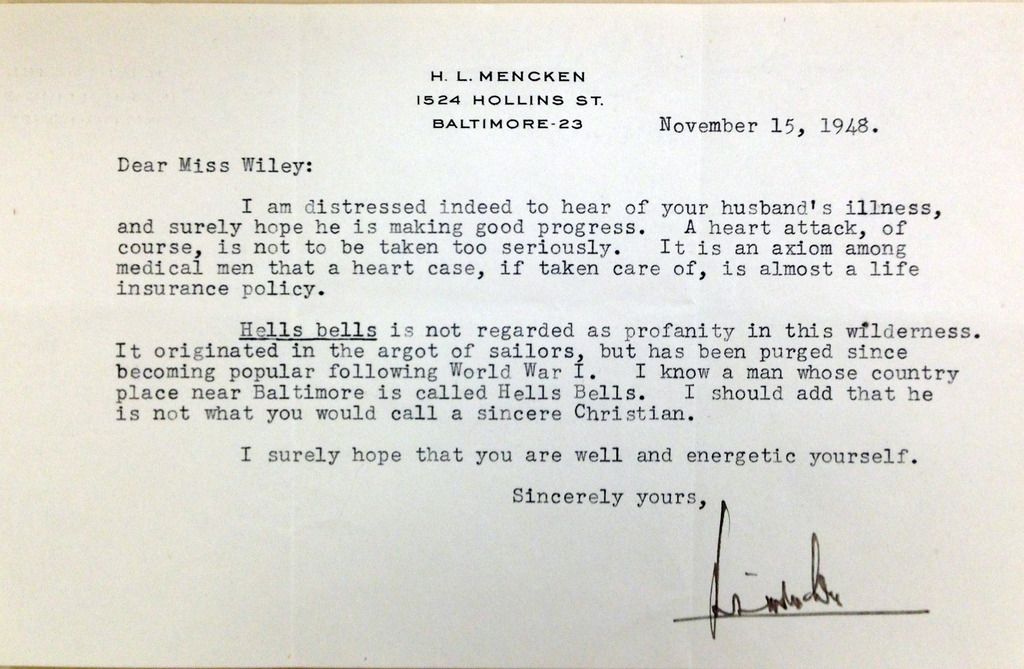 H. L. MENCKEN
1524 HOLLINS ST.
BALTIMORE-23
November 15, 1948.
Dear Miss Wiley:
I am distressed indeed to hear of your husband's illness,
and surely hope he is making good progress. A heart attack, of
course, is not to be taken too seriously. It is an axiom among
medical men that a heart case, if taken care of, is almost a life
insurance policy.
Hells bells is not regarded as profanity in this wilderness.
It originated in the argot of sailors, but has been purged since
becoming popular following World War I. I know a man whose country
place near Baltimore is called Hells Bells. I should add that he
is not what you would call a sincere Christian.
I surely hope that you are well and energetic yourself.
Sincerely yours,